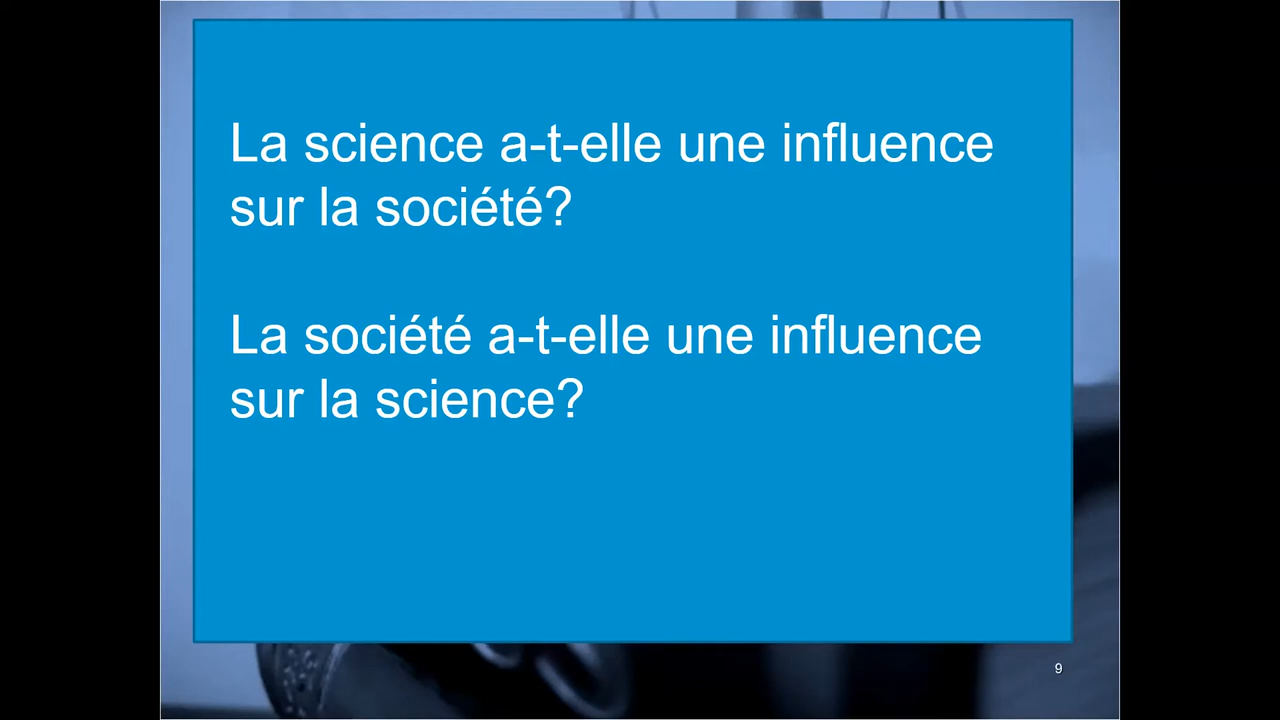 La science a-t-elle une influence
sur la société?
La société a-t-elle une influence
sur la science?
9